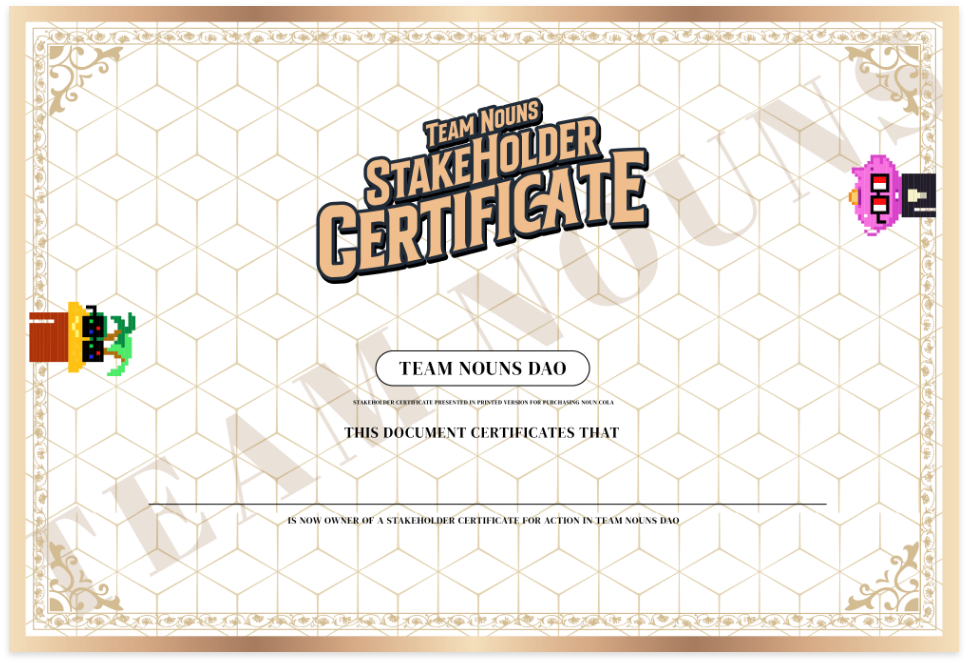 TEAM NOUNS
STAKEHOLDER
CERTIFICATE
TEAM NOUNS DAO
STAKEHOLDER CERTIFICATE PRESENTED IN PRINTED VERSION FOR PURCHASING NOUN COLA
THIS DOCUMENT CERTIFICATES THAT
IS NOW OWNER OF A STAKEHOLDER CERTIFICATE FOR ACTION IN TEAM NOUNS DAO
TEAM NOUNS